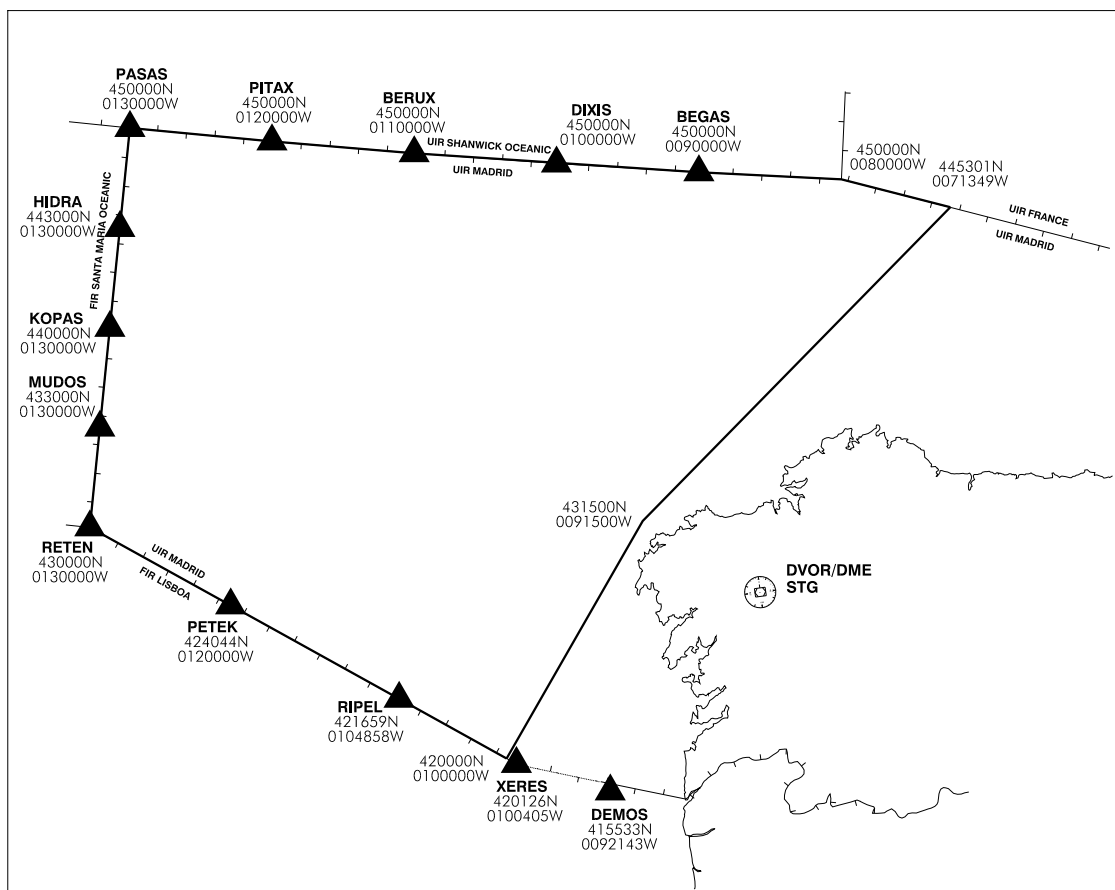 PASAS
450000N
0130000W
PITAX
450000N
0120000W
BERUX
450000N
0110000W
DIXIS
450000N
0100000W
BEGAS
450000N
0090000W
450000N
0080000W
445301N
0071349W
UIR SHANWICK OCEANIC
UIR MADRID
UIR FRANCE
UIR MADRID
HIDRA
443000N
0130000W
FIR SANTA MARIA OCEANIC
KOPAS
440000N
0130000W
MUDOS
433000N
0130000W
RETEN
430000N
0130000W
UIR MADRID
FIR LISBOA
431500N
0091500W
DVOR/DME
STG
PETEK
424044N
0120000W
RIPEL
421659N
0104858W
420000N
0100000W
XERES
420126N
0100405W
DEMOS
415533N
0092143W